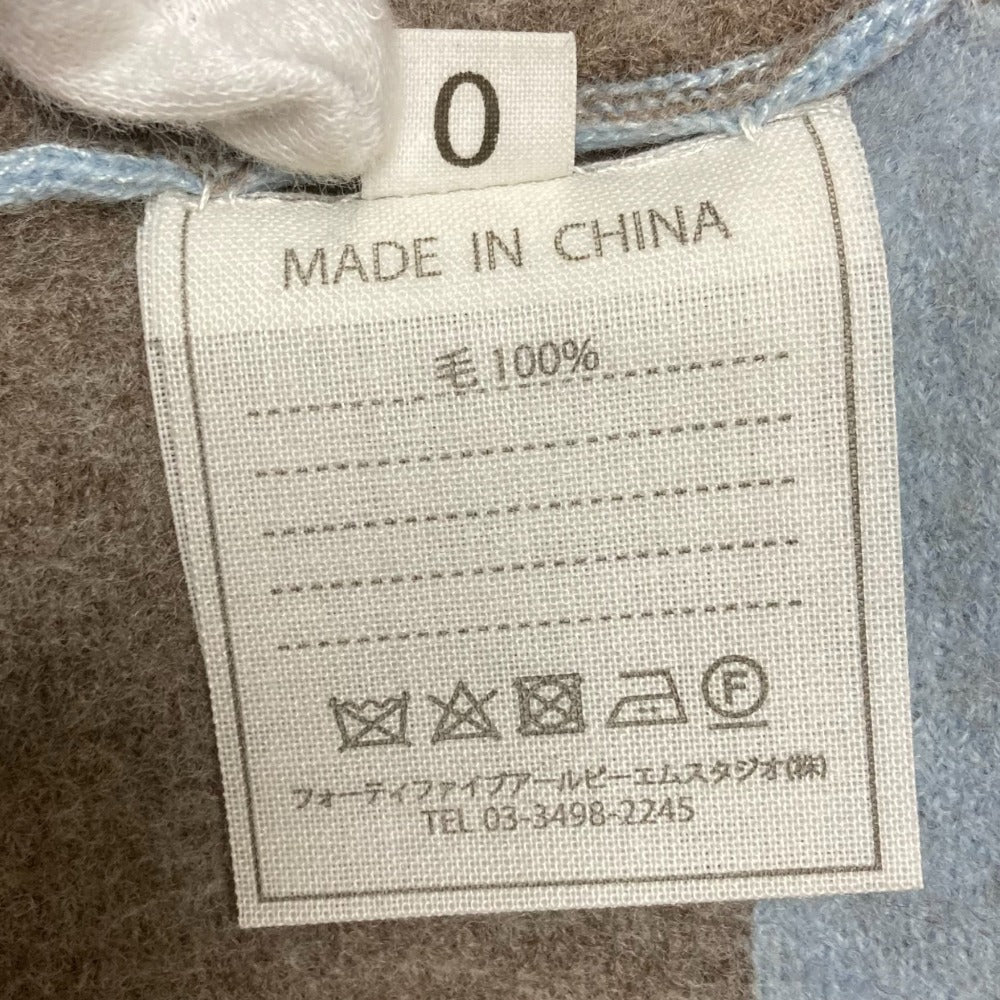 0
MADE IN CHINA
毛 100%
F
フォーティファイブアールピーエムスタジオ(株)
TEL 03-3498-2245